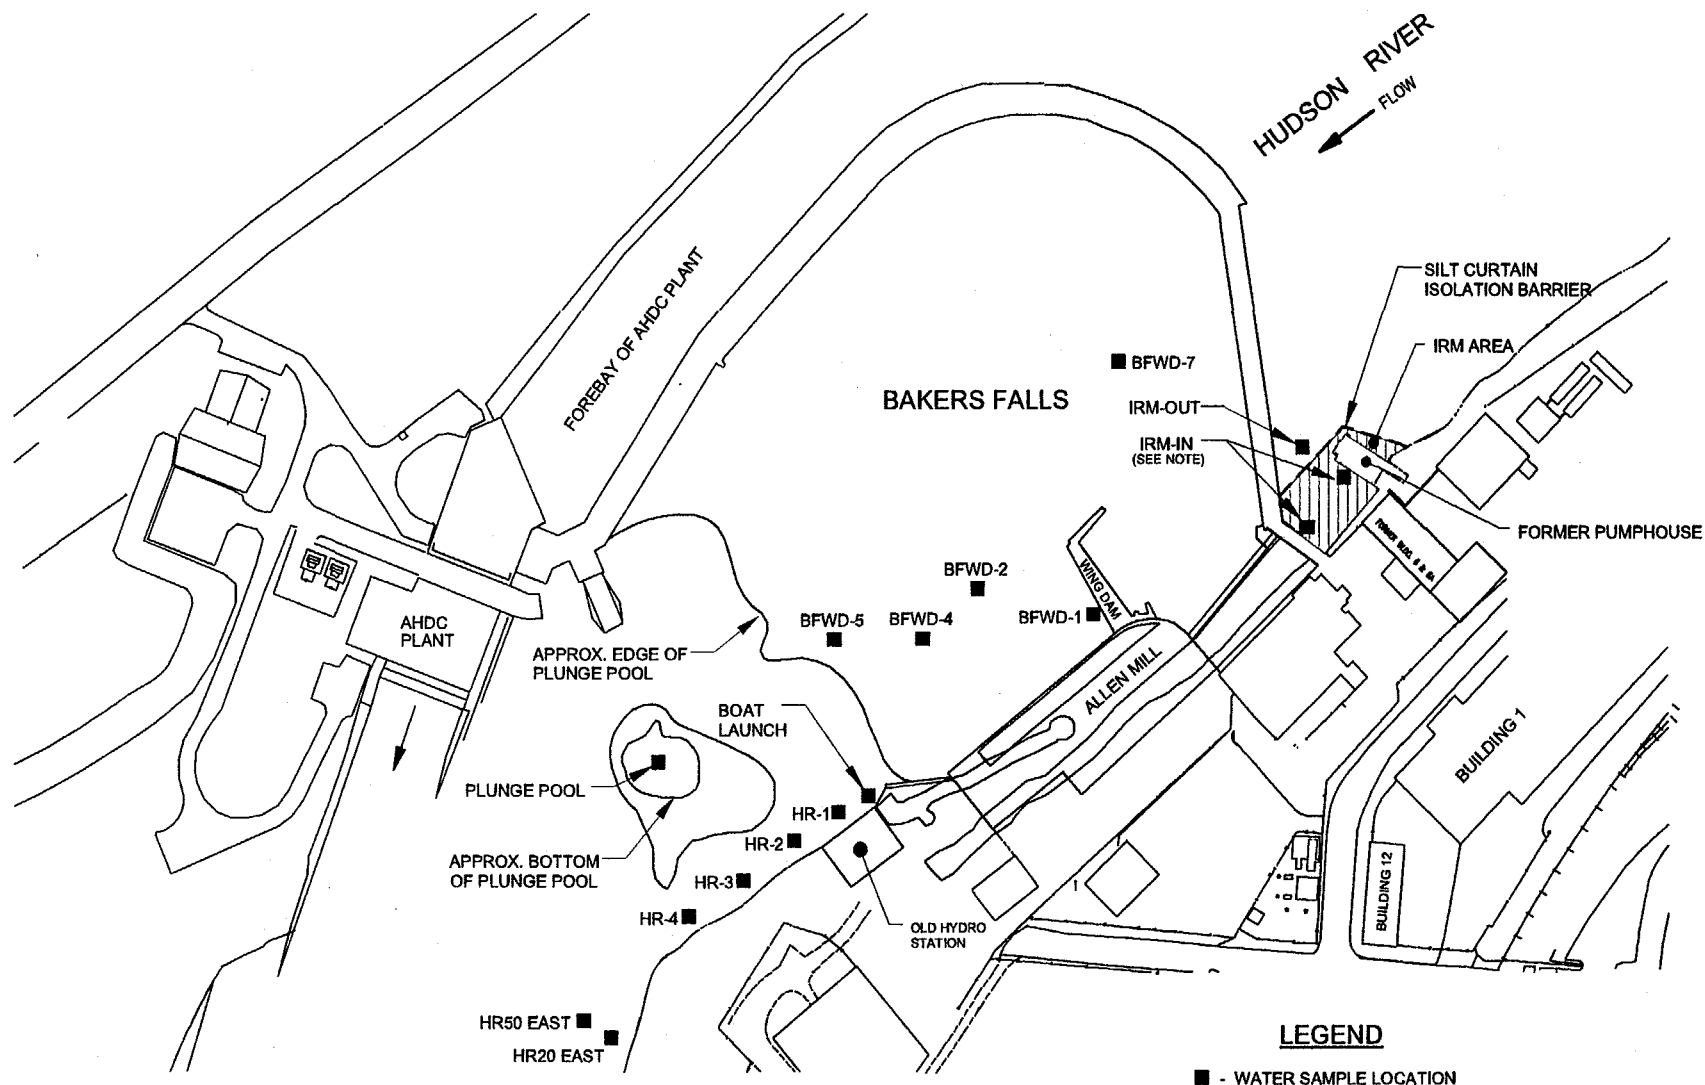 HUDSON RIVER
FLOW
SILT CURTAIN
ISOLATION BARRIER
IRM AREA
FOREBAY OF AHDC PLANT
BFWD-7
BAKERS FALLS
IRM-OUT
IRM-IN
(SEE NOTE)
FORMER PUMPHOUSE
FORMER BLDG. 6 & 6A
WING DAM
BFWD-2
BFWD-1
BFWD-5
BFWD-4
AHDC
PLANT
APPROX. EDGE OF
PLUNGE POOL
ALLEN MILL
BOAT
LAUNCH
BUILDING 1
PLUNGE POOL
HR-1
HR-2
APPROX. BOTTOM
OF PLUNGE POOL
HR-3
HR-4
BUILDING 12
OLD HYDRO
STATION
HR50 EAST
HR20 EAST
LEGEND
- WATER SAMPLE LOCATION